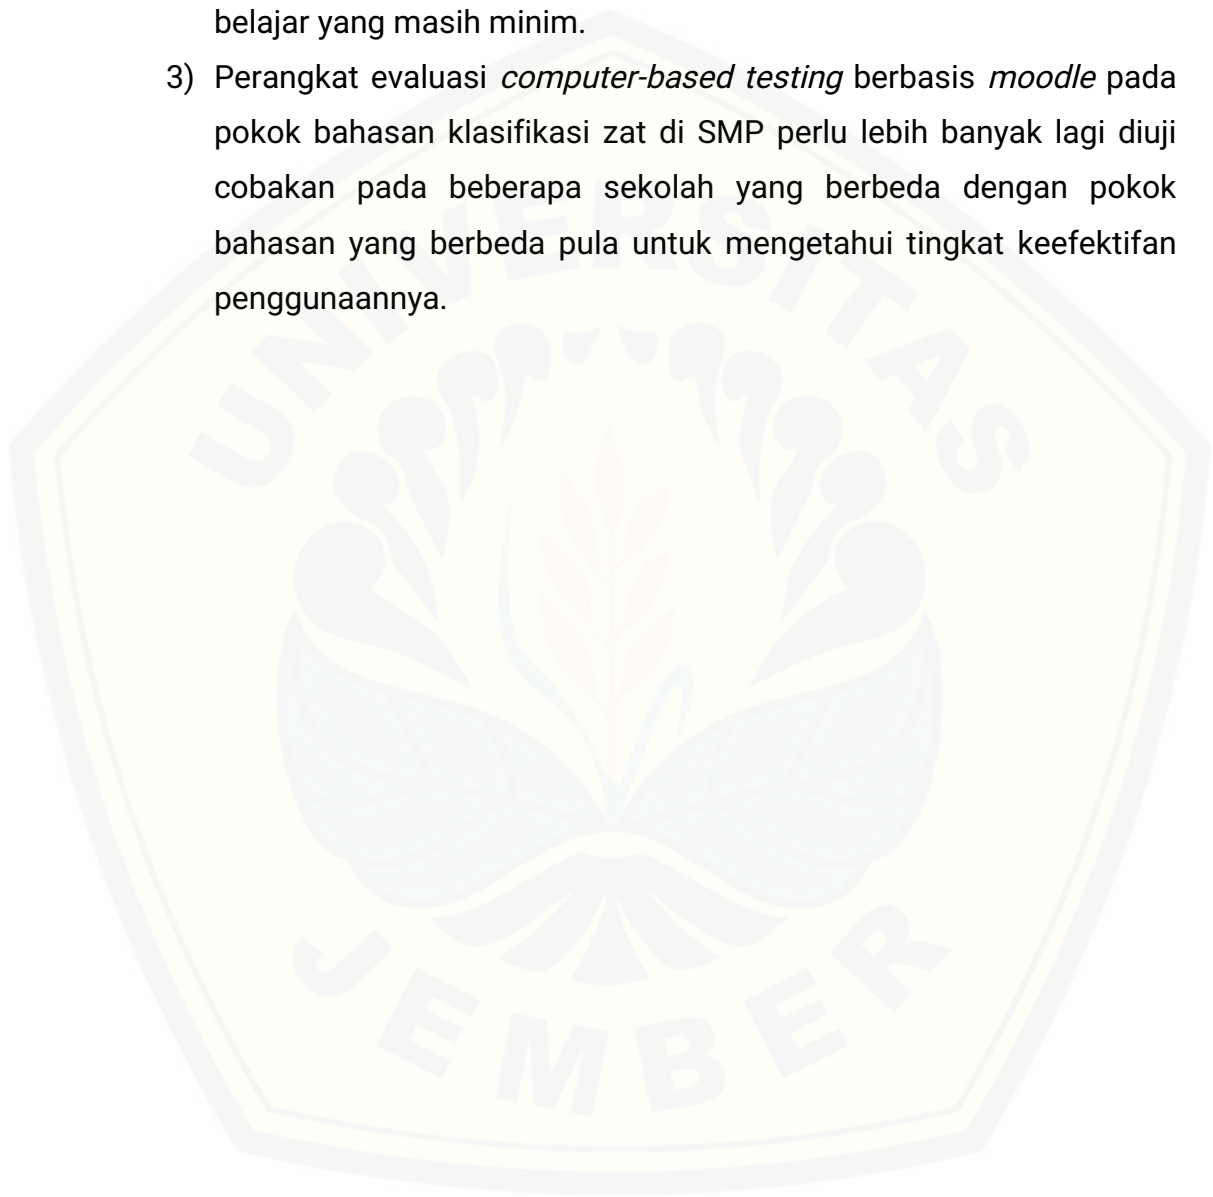 belajar yang masih minim.
3) Perangkat evaluasi computer-based testing berbasis moodle pada
pokok bahasan klasifikasi zat di SMP perlu lebih banyak lagi diuji
cobakan pada beberapa sekolah yang berbeda dengan pokok
bahasan yang berbeda pula untuk mengetahui tingkat keefektifan
penggunaannya.
UNIVERSITAS
JEMBER